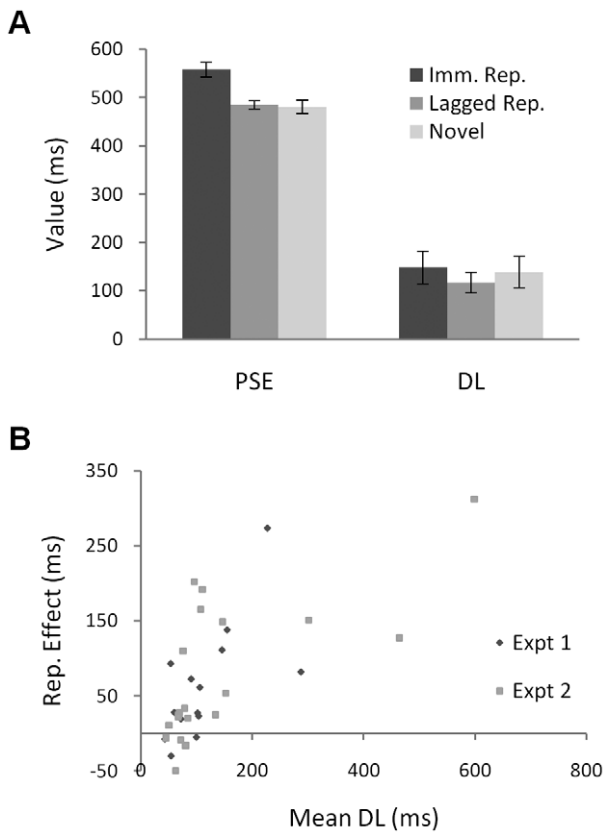 A
600
500
400
300
200
100
0
Value (ms)
Imm. Rep.
Lagged Rep.
Novel
PSE
DL
B
350
250
150
50
-50
Rep. Effect (ms)
Expt 1
Expt 2
0
200
400
600
800
Mean DL (ms)